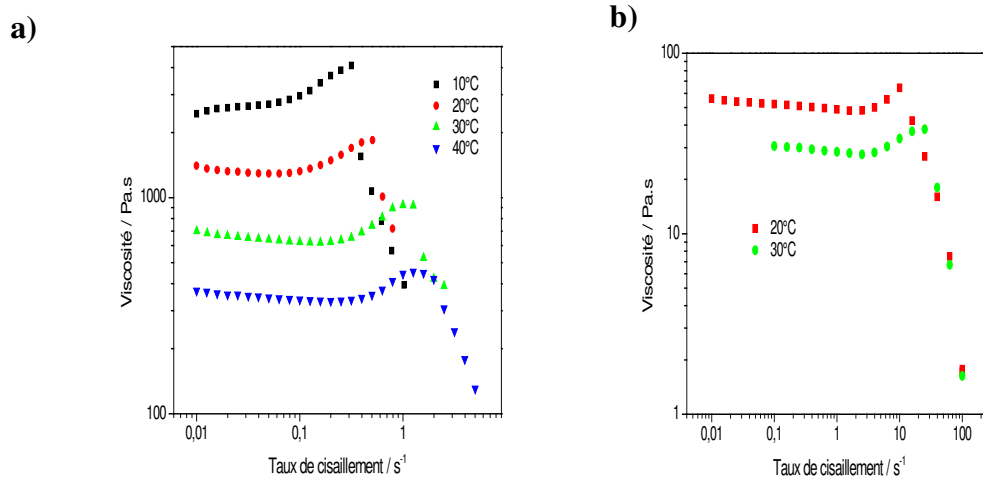 a)
Viscosité / Pa.s
1000
100
10°C
20°C
30°C
40°C
0,01 0,1 1
Taux de cisaillement / s-1
b)
Viscosité / Pa.s
100
10
1
20°C
30°C
0,01 0,1 1 10 100
Taux de cisaillement / s-1